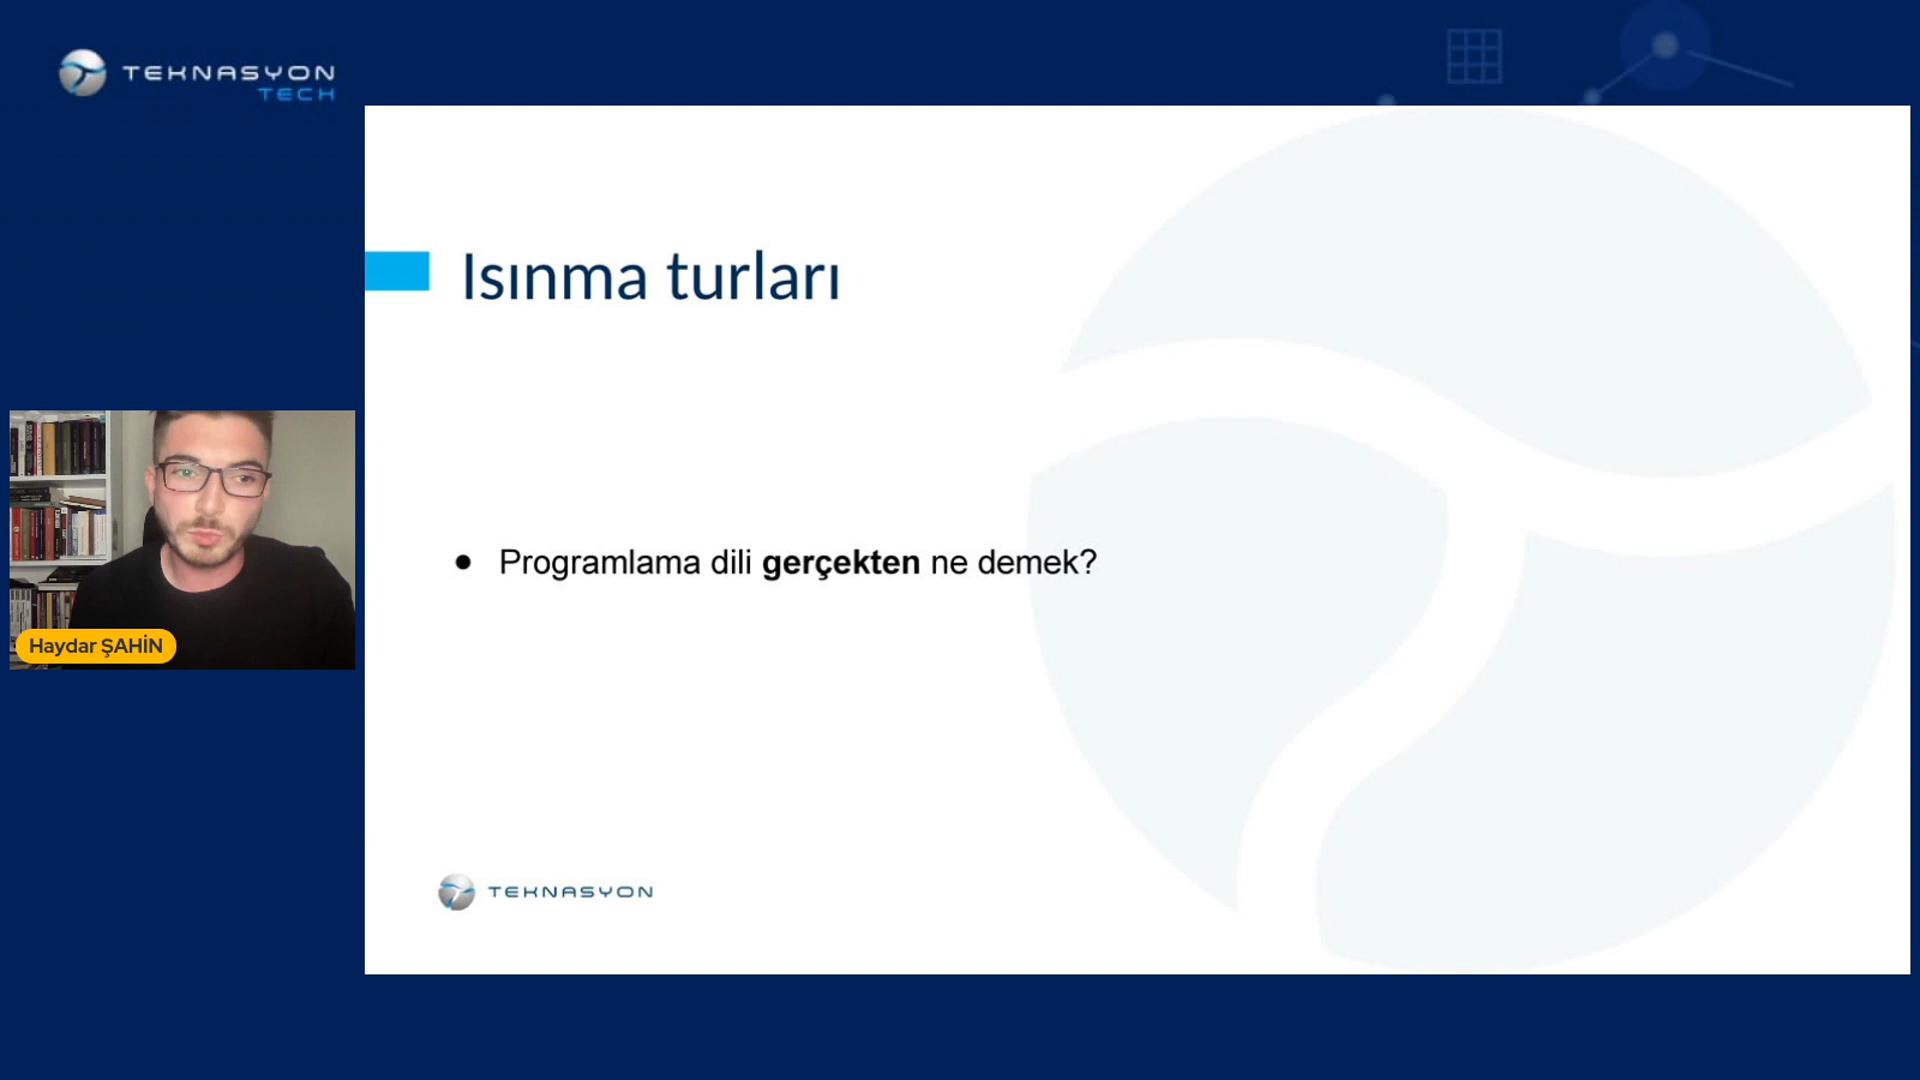 TEKNASYON
TECH
Isınma turları
Haydar ŞAHİN
● Programlama dili gerçekten ne demek?
TEKNASYON